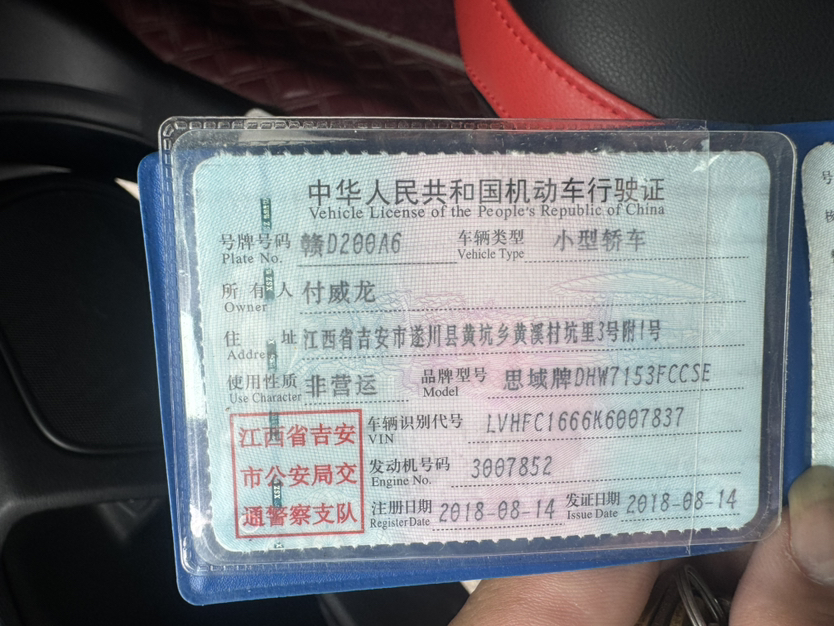 中华人民共和国机动车行驶证
Vehicle License of the People's Republic of China
号牌号码 赣D200A6 车辆类型 小型轿车
Plate No. Vehicle Type
所有人 付威龙
Owner
住址 江西省吉安市遂川县黄坑乡黄溪村坑里3号附1号
Address
使用性质 非营运 品牌型号 思域牌DHW7153FCCSE
Use Character Model
江西省吉安
市公安局交
通警察支队
车辆识别代号 LVHFC1666K6007837
VIN
发动机号码 3007852
Engine No.
注册日期 2018-08-14 发证日期 2018-08-14
Register Date Issue Date
号